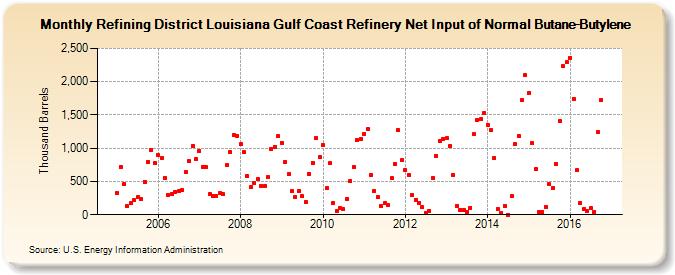 Monthly Refining District Louisiana Gulf Coast Refinery Net Input of Normal Butane-Butylene
Thousand Barrels
2,500
2,000
1,500
1,000
500
0
2006 2008 2010 2012 2014 2016
Source: U.S. Energy Information Administration